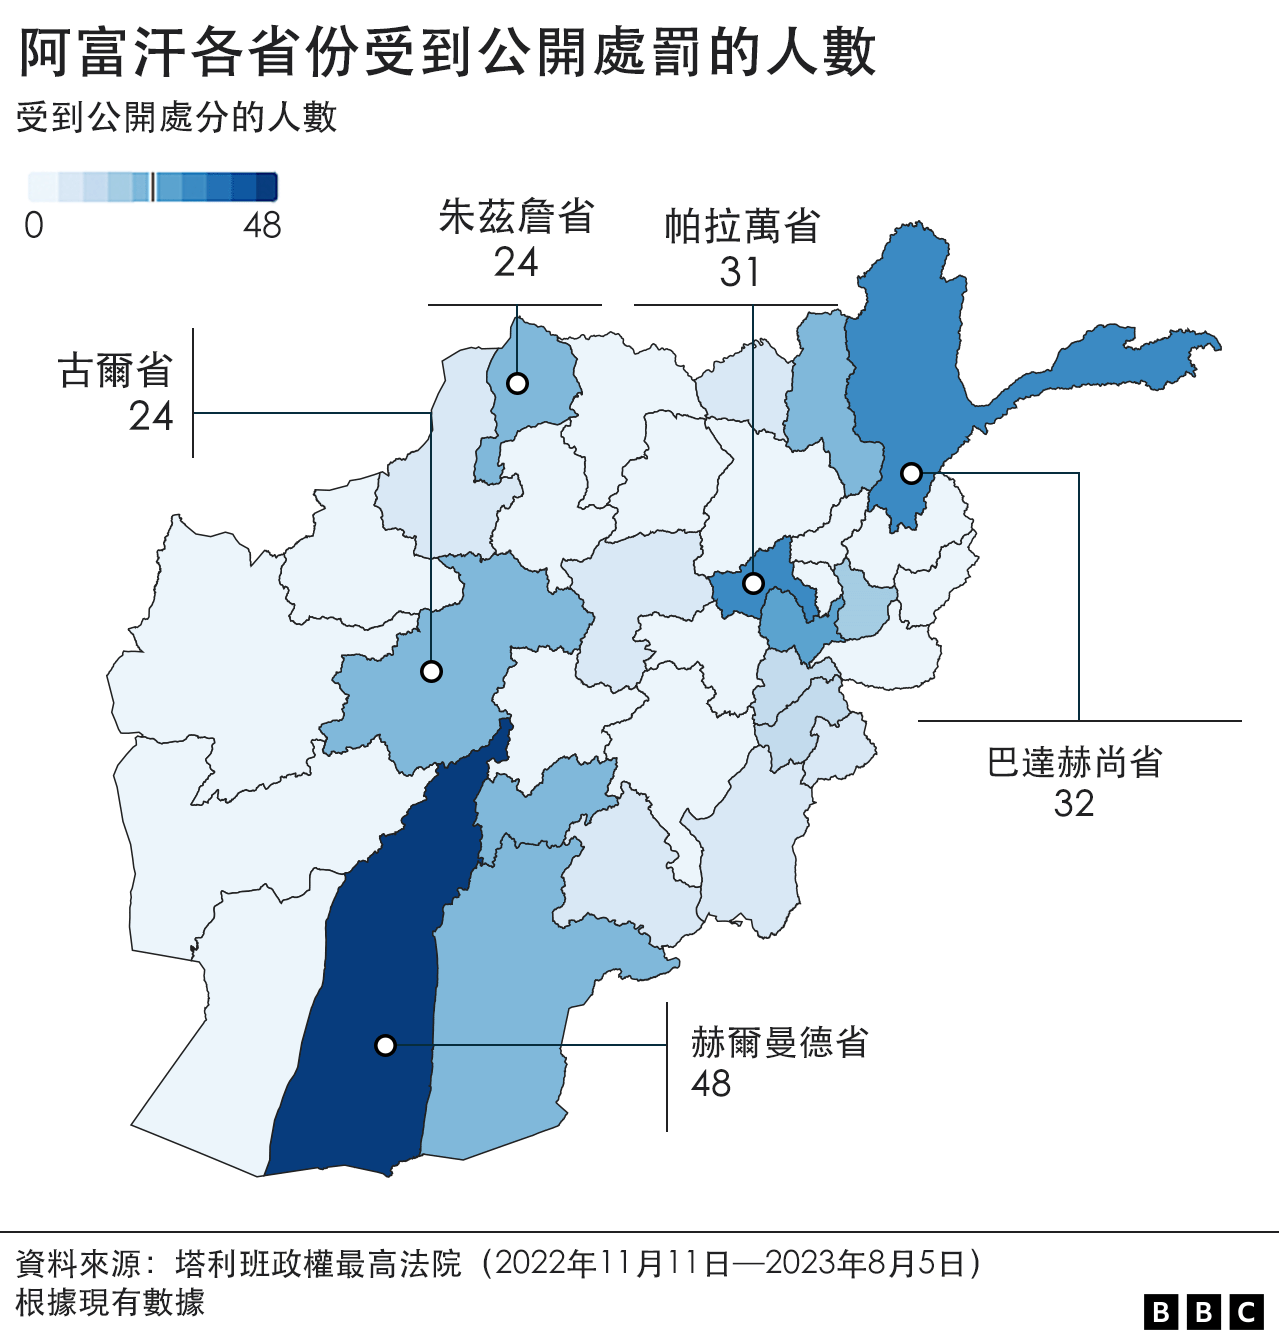 阿富汗各省份受到公開處罰的人數
受到公開處分的人數
0 48
朱茲詹省
24
帕拉萬省
31
古爾省
24
巴達赫尚省
32
赫爾曼德省
48
資料來源：塔利班政權最高法院（2022年11月11日—2023年8月5日）
根據現有數據
BBC